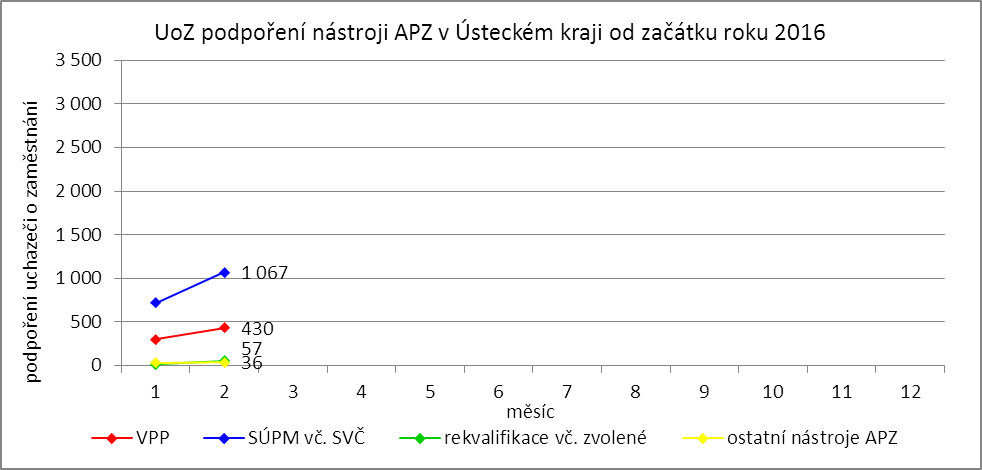 UoZ podpoření nástroji APZ v Ústeckém kraji od začátku roku 2016
podpoření uchazeči o zaměstnání
3 500
3 000
2 500
2 000
1 500
1 000
500
0
1 067
430
57
36
1 2 3 4 5 6 7 8 9 10 11 12
měsíc
VPP SÚPM vč. SVČ rekvalifikace vč. zvolené ostatní nástroje APZ